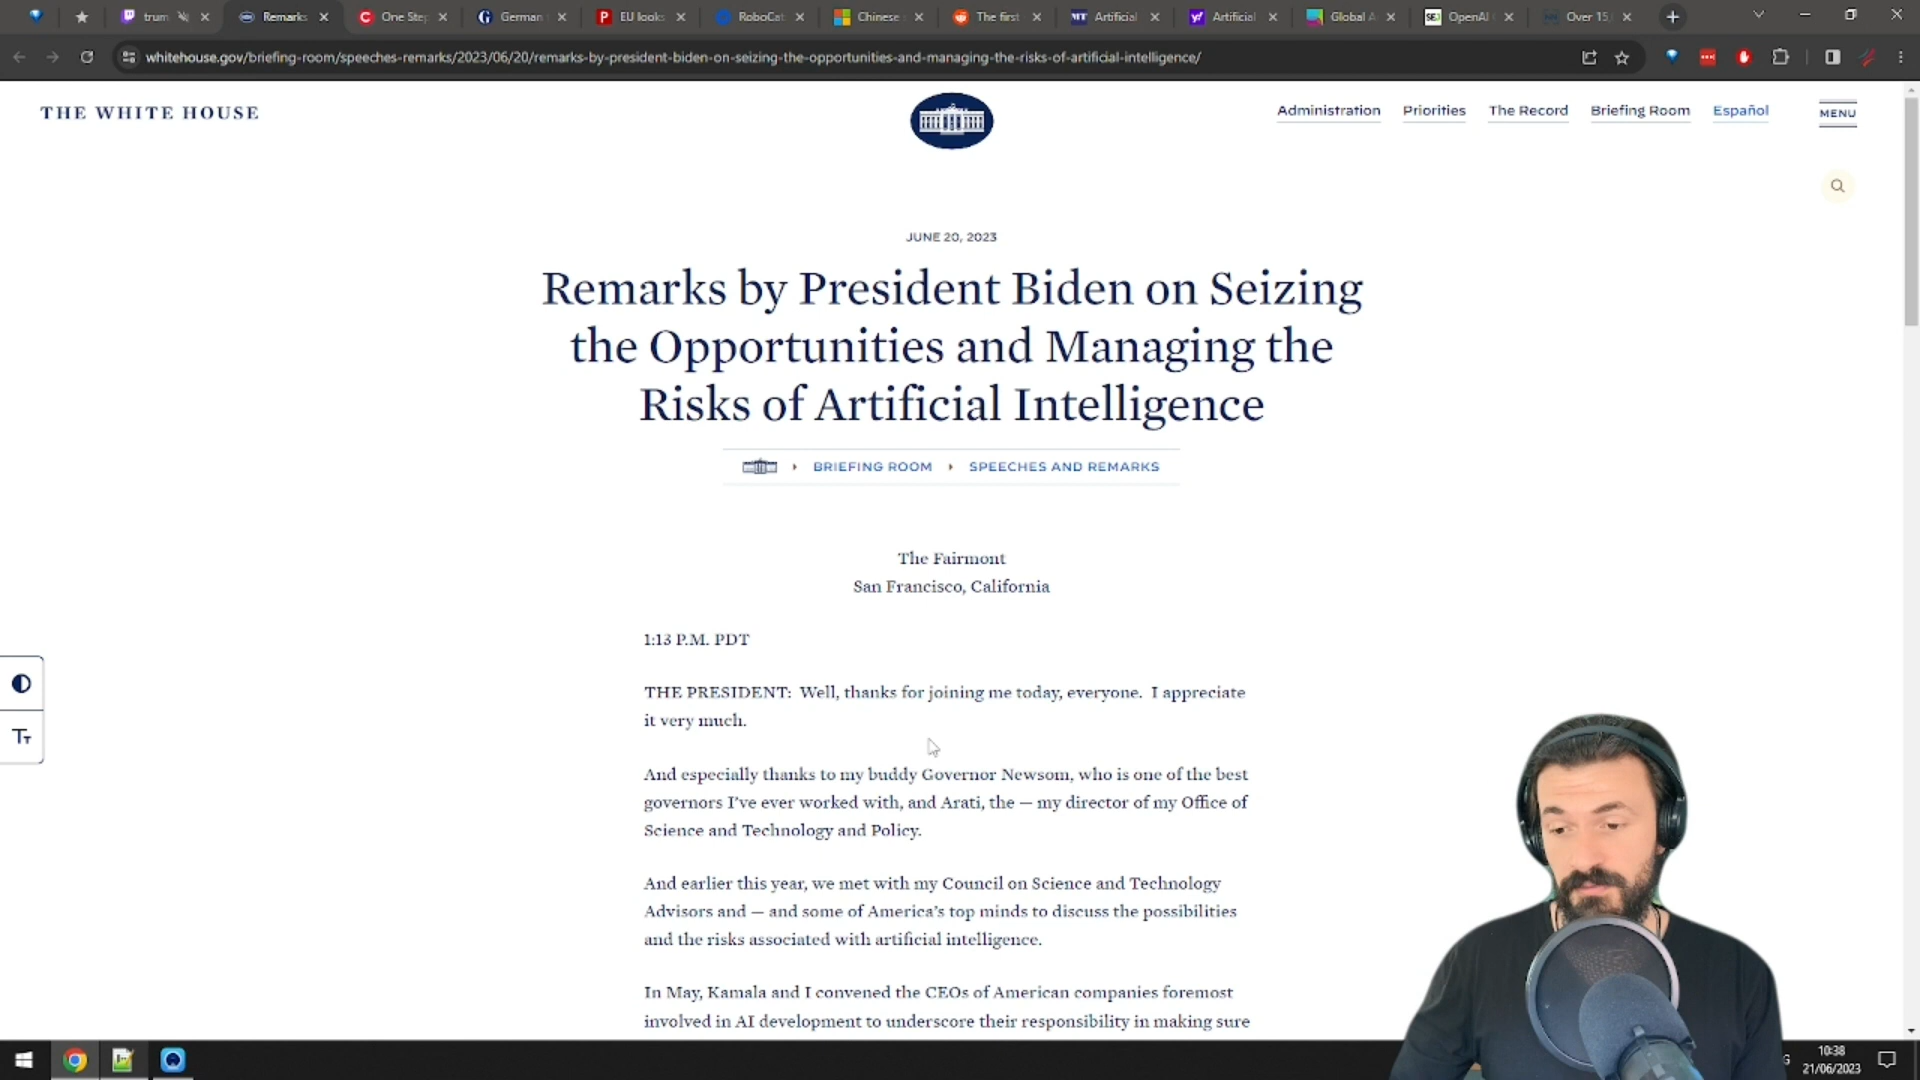 trum
Remarks
One Step
German
EU looks
RoboCat
Chinese
The first
Artificial
Artificial
Global A
OpenAI
Over 15
whitehouse.gov/briefing-room/speeches-remarks/2023/06/20/remarks-by-president-biden-on-seizing-the-opportunities-and-managing-the-risks-of-artificial-intelligence/
THE WHITE HOUSE
Administration
Priorities
The Record
Briefing Room
Español
MENU
JUNE 20, 2023
Remarks by President Biden on Seizing
the Opportunities and Managing the
Risks of Artificial Intelligence
BRIEFING ROOM
SPEECHES AND REMARKS
The Fairmont
San Francisco, California
1:13 P.M. PDT
THE PRESIDENT: Well, thanks for joining me today, everyone. I appreciate
it very much.
And especially thanks to my buddy Governor Newsom, who is one of the best
governors I've ever worked with, and Arati, the — my director of my Office of
Science and Technology and Policy.
And earlier this year, we met with my Council on Science and Technology
Advisors and — and some of America's top minds to discuss the possibilities
and the risks associated with artificial intelligence.
In May, Kamala and I convened the CEOs of American companies foremost
involved in AI development to underscore their responsibility in making sure
Tт
G
10:38
21/06/2023